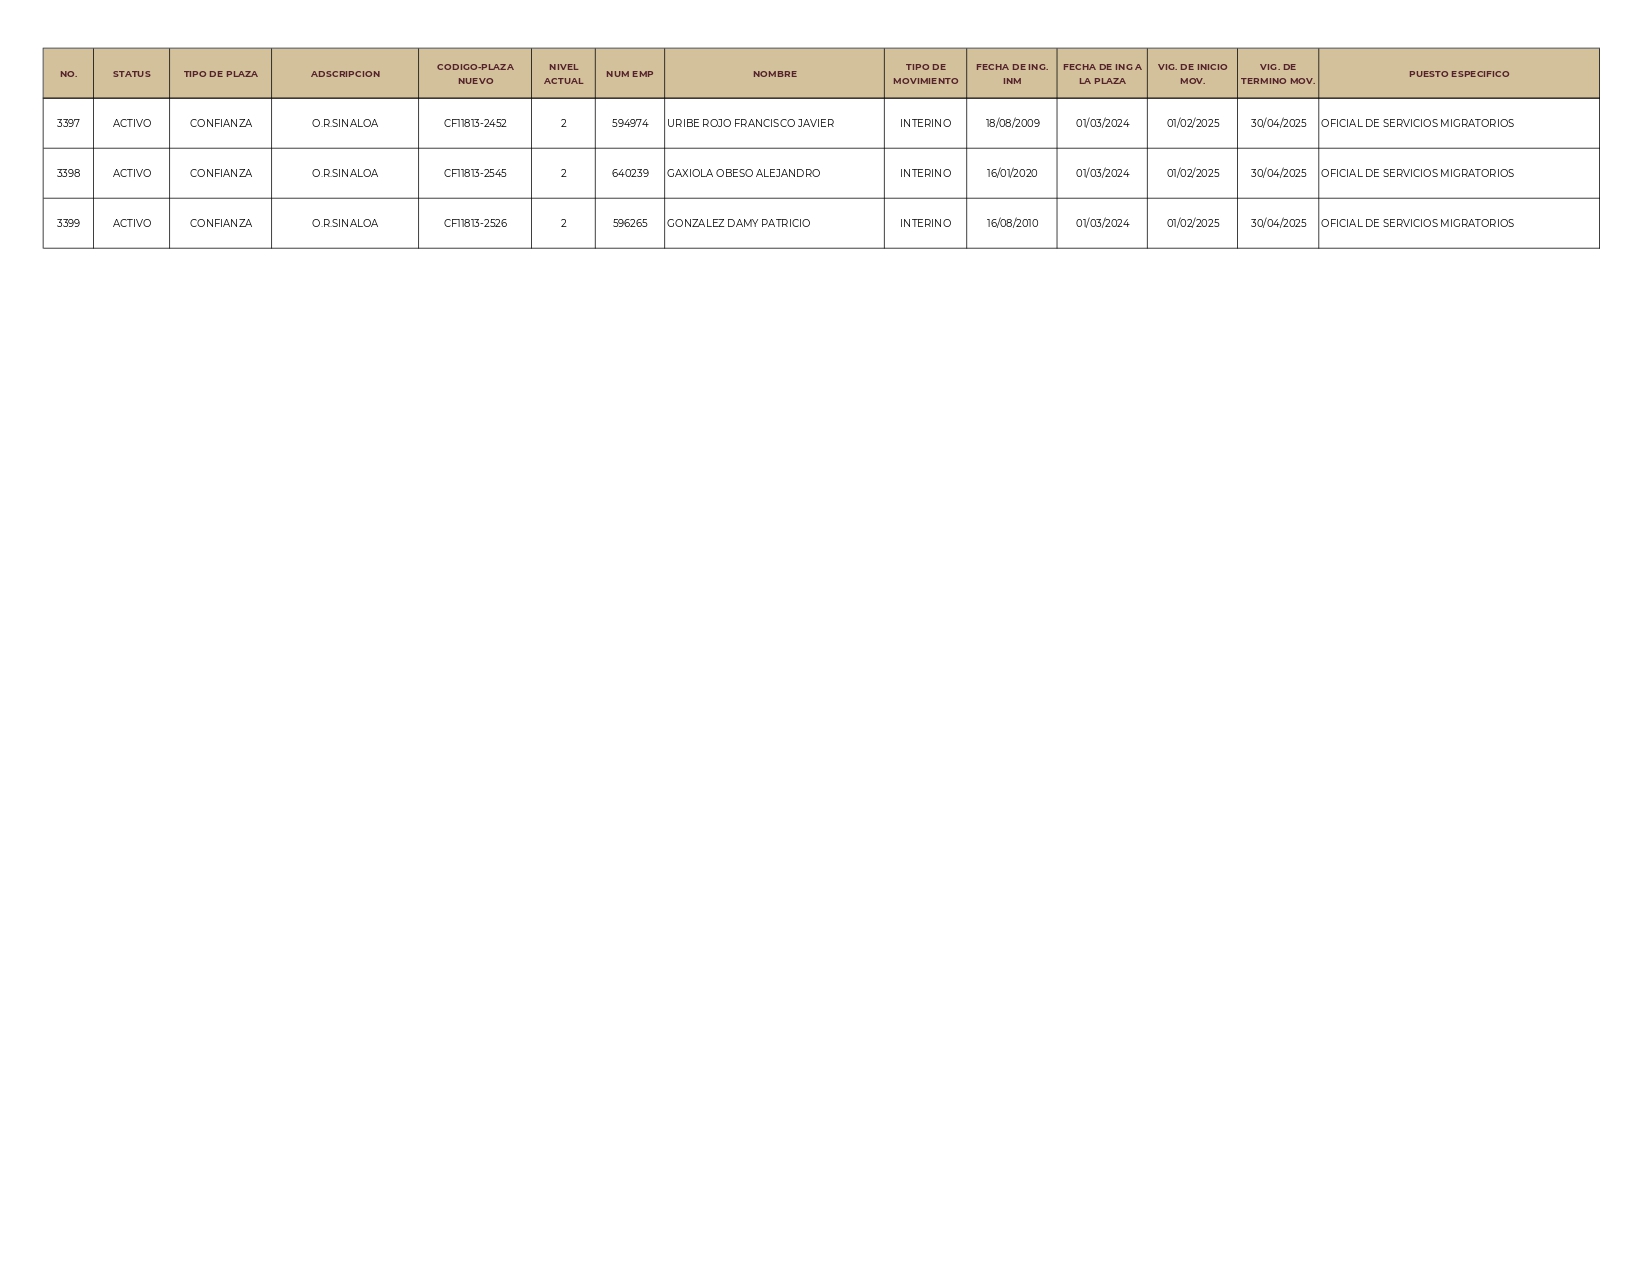 NO. STATUS TIPO DE PLAZA ADSCRIPCION CODIGO-PLAZA NUEVO NIVEL ACTUAL NUM EMP NOMBRE TIPO DE MOVIMIENTO FECHA DE ING. INM FECHA DE ING A LA PLAZA VIG. DE INICIO MOV. VIG. DE TERMINO MOV. PUESTO ESPECIFICO
3397 ACTIVO CONFIANZA O.R.SINALOA CF11813-2452 2 594974 URIBE ROJO FRANCISCO JAVIER INTERINO 18/08/2009 01/03/2024 01/02/2025 30/04/2025 OFICIAL DE SERVICIOS MIGRATORIOS
3398 ACTIVO CONFIANZA O.R.SINALOA CF11813-2545 2 640239 GAXIOLA OBESO ALEJANDRO INTERINO 16/01/2020 01/03/2024 01/02/2025 30/04/2025 OFICIAL DE SERVICIOS MIGRATORIOS
3399 ACTIVO CONFIANZA O.R.SINALOA CF11813-2526 2 596265 GONZALEZ DAMY PATRICIO INTERINO 16/08/2010 01/03/2024 01/02/2025 30/04/2025 OFICIAL DE SERVICIOS MIGRATORIOS